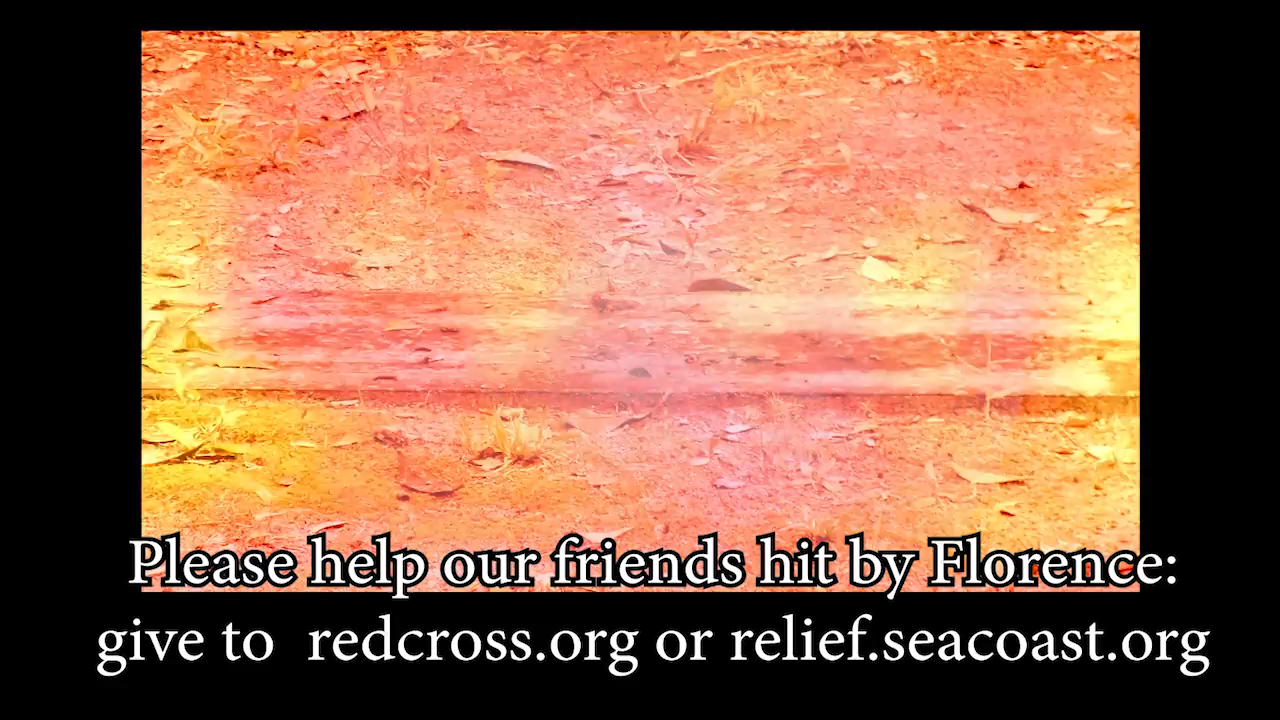 Please help our friends hit by Florence:
give to  redcross.org or relief.seacoast.org